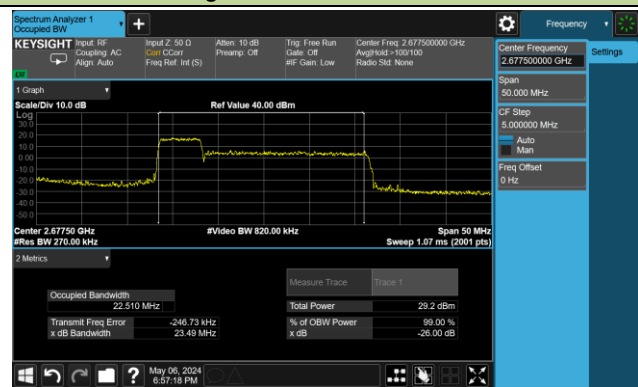 Spectrum Analyzer 1
Occupied BW
Frequency
KEYSIGHT
Input: RF
Coupling: AC
Align: Auto
Input Z: 50 Ω
Corr CCorr
Freq Ref: Int (S)
Atten: 10 dB
Preamp: Off
Trig: Free Run
Gate: Off
#IF Gain: Low
Center Freq: 2.677500000 GHz
Avg|Hold:>100/100
Radio Std: None
Center Frequency
2.677500000 GHz
Settings
Span
50.000 MHz
CF Step
5.000000 MHz
Auto
Man
Freq Offset
0 Hz
1 Graph
Scale/Div 10.0 dB
Ref Value 40.00 dBm
Log
30.0
20.0
10.0
0.00
-10.0
-20.0
-30.0
-40.0
-50.0
Center 2.67750 GHz
#Video BW 820.00 kHz
Span 50 MHz
#Res BW 270.00 kHz
Sweep 1.07 ms (2001 pts)
2 Metrics
Measure Trace
Trace 1
Occupied Bandwidth
22.510 MHz
Total Power
29.2 dBm
Transmit Freq Error
-246.73 kHz
% of OBW Power
99.00 %
x dB Bandwidth
23.49 MHz
x dB
-26.00 dB
?
May 06, 2024
6:57:18 PM